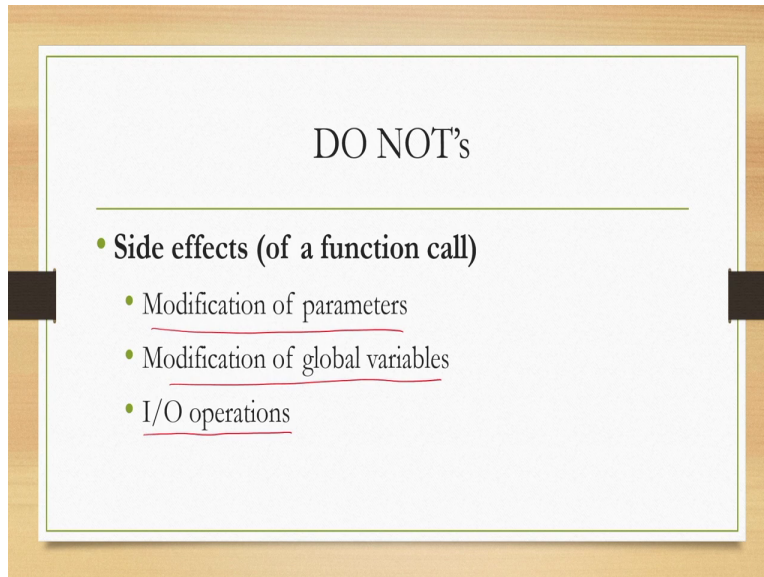 DO NOT's
Side effects (of a function call)
Modification of parameters
Modification of global variables
I/O operations